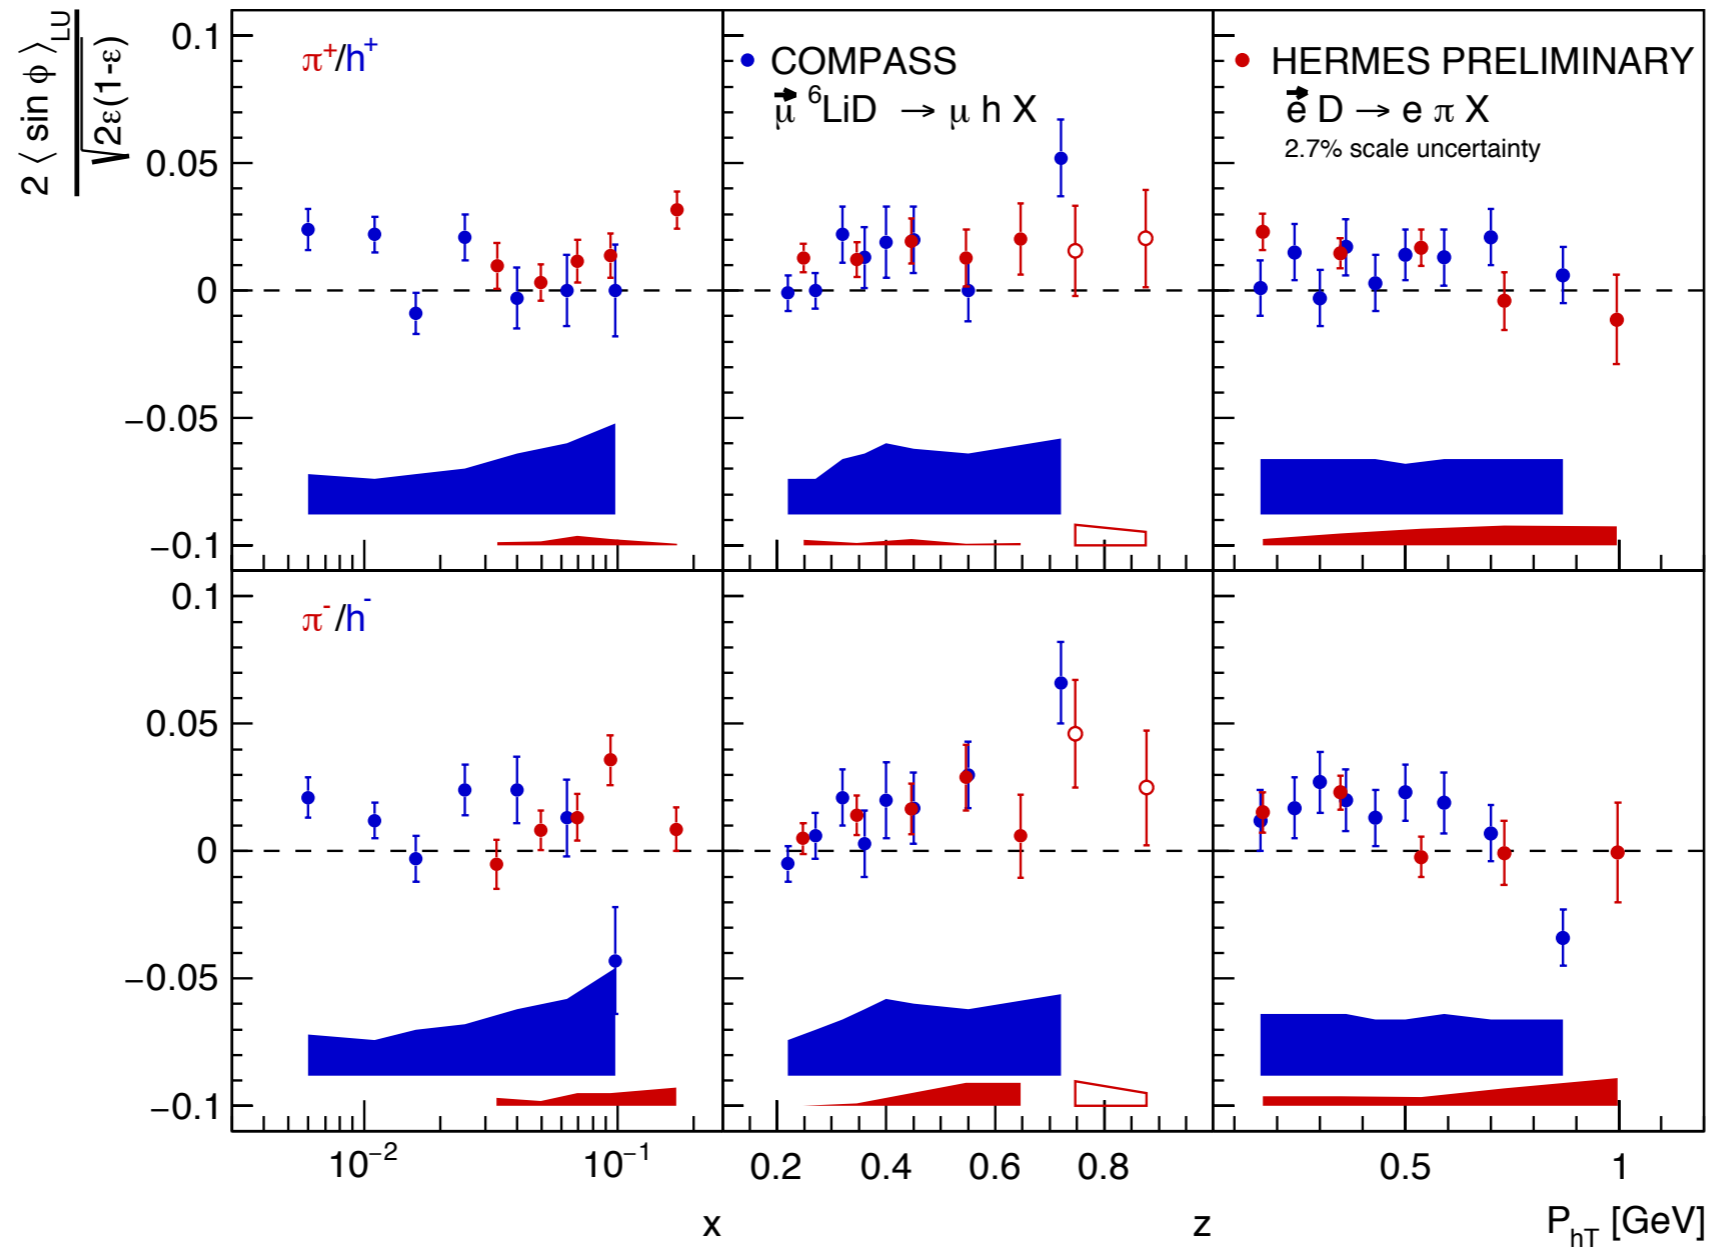 2 ⟨ sin ϕ ⟩LU
√2ε(1-ε)
0.1
0.05
0
−0.05
−0.1
π+/h+
COMPASS
μ⃗ ⁶LiD → μ h X
HERMES PRELIMINARY
e⃗ D → e π X
2.7% scale uncertainty
0.1
0.05
0
−0.05
−0.1
π-/h-
10⁻² 10⁻¹
0.2 0.4 0.6 0.8
0.5 1
x
z
PhT [GeV]